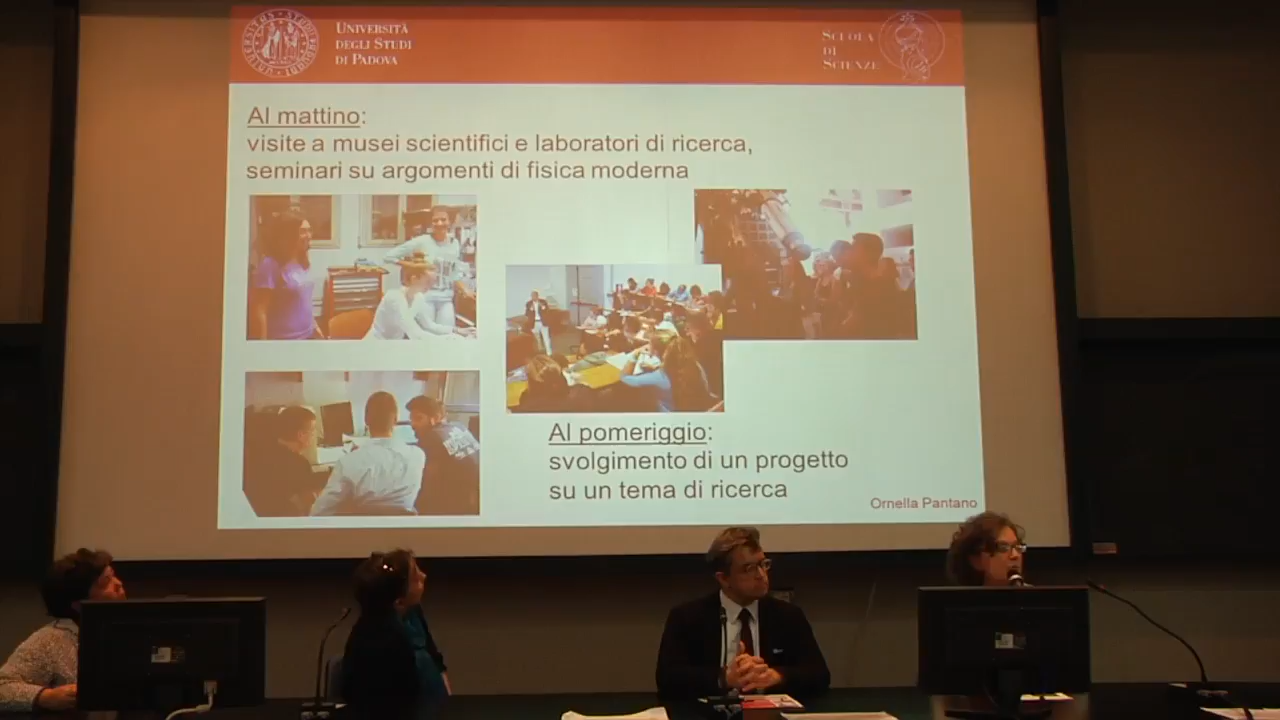 UNIVERSITÀ
DEGLI STUDI
DI PADOVA
SCUOLA
DI
SCIENZE
Al mattino:
visite a musei scientifici e laboratori di ricerca,
seminari su argomenti di fisica moderna
Al pomeriggio:
svolgimento di un progetto
su un tema di ricerca
Ornella Pantano